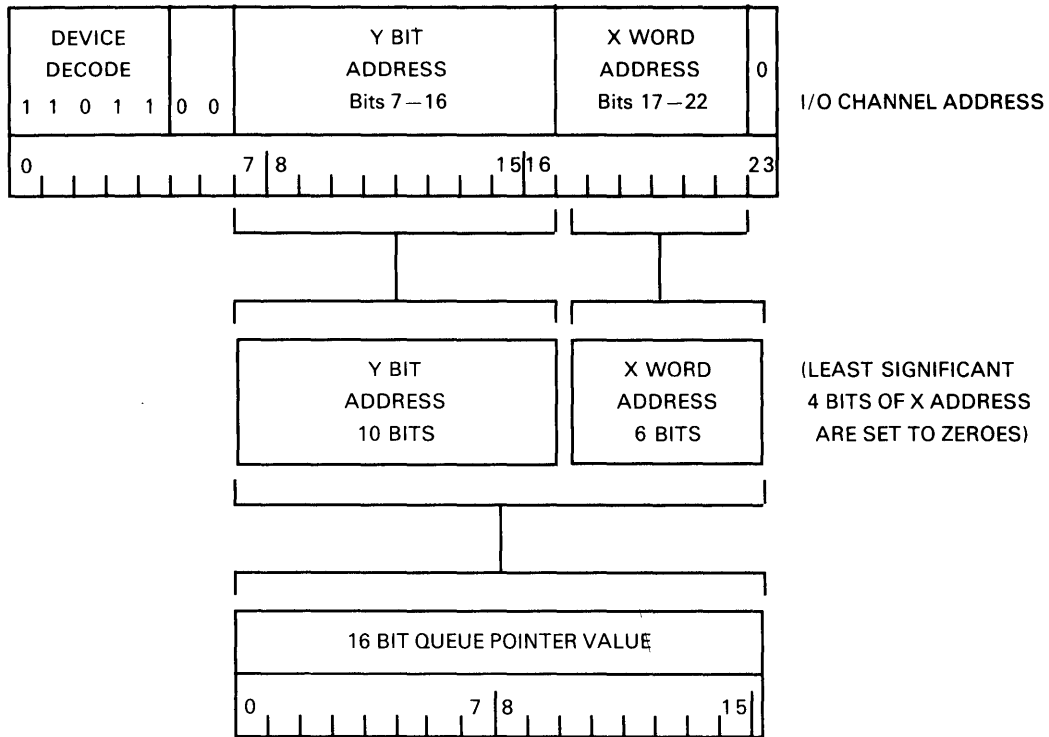 DEVICE
DECODE
1 1 0 1 1 0 0
Y BIT
ADDRESS
Bits 7—16
X WORD
ADDRESS
Bits 17—22
0
I/O CHANNEL ADDRESS
0 7 8 15 16 23
Y BIT
ADDRESS
10 BITS
X WORD
ADDRESS
6 BITS
(LEAST SIGNIFICANT
4 BITS OF X ADDRESS
ARE SET TO ZEROES)
16 BIT QUEUE POINTER VALUE
0 7 8 15